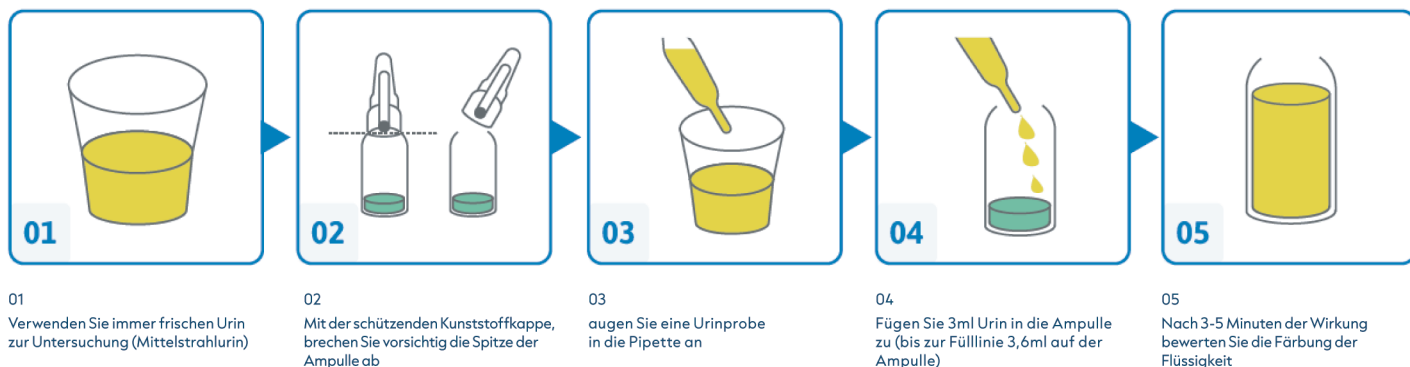 01
02
03
04
05
01
Verwenden Sie immer frischen Urin
zur Untersuchung (Mittelstrahlurin)
02
Mit der schützenden Kunststoffkappe,
brechen Sie vorsichtig die Spitze der
Ampulle ab
03
augen Sie eine Urinprobe
in die Pipette an
04
Fügen Sie 3ml Urin in die Ampulle
zu (bis zur Fülllinie 3,6ml auf der
Ampulle)
05
Nach 3-5 Minuten der Wirkung
bewerten Sie die Färbung der
Flüssigkeit